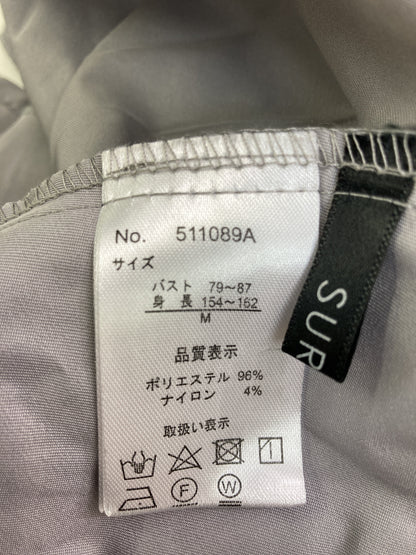 No. 511089A
サイズ
バスト 79～87
身長 154～162
M
品質表示
ポリエステル 96%
ナイロン 4%
取扱い表示
F W
SUR